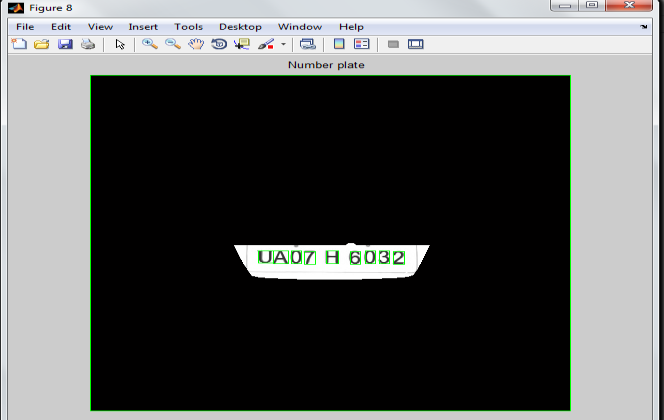 Figure 8
File Edit View Insert Tools Desktop Window Help
Number plate
UA07 H 6032